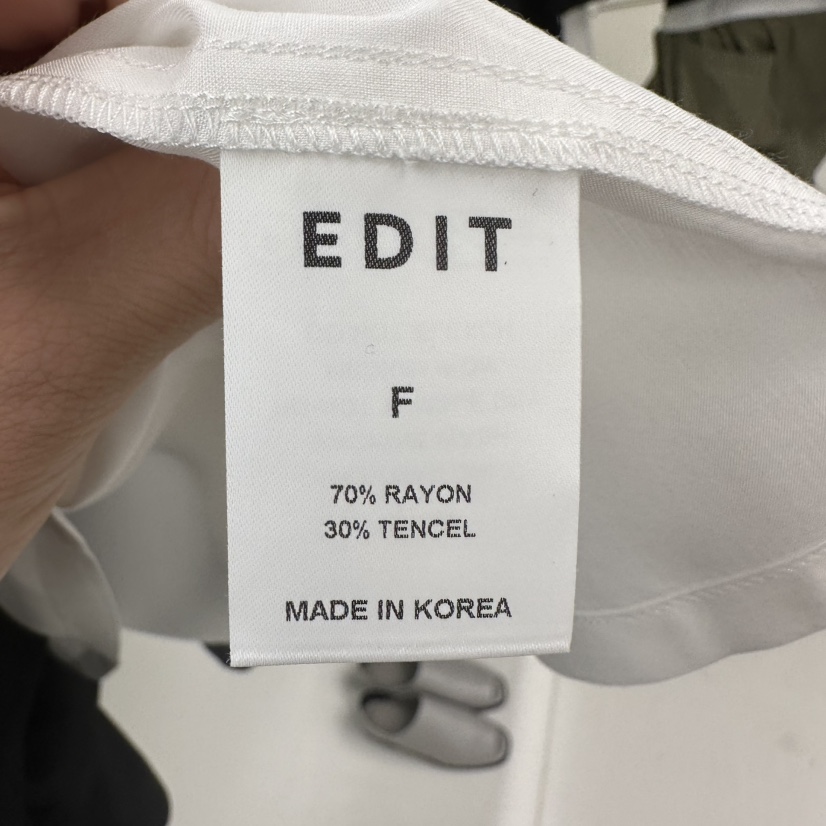 EDIT
F
70% RAYON
30% TENCEL
MADE IN KOREA